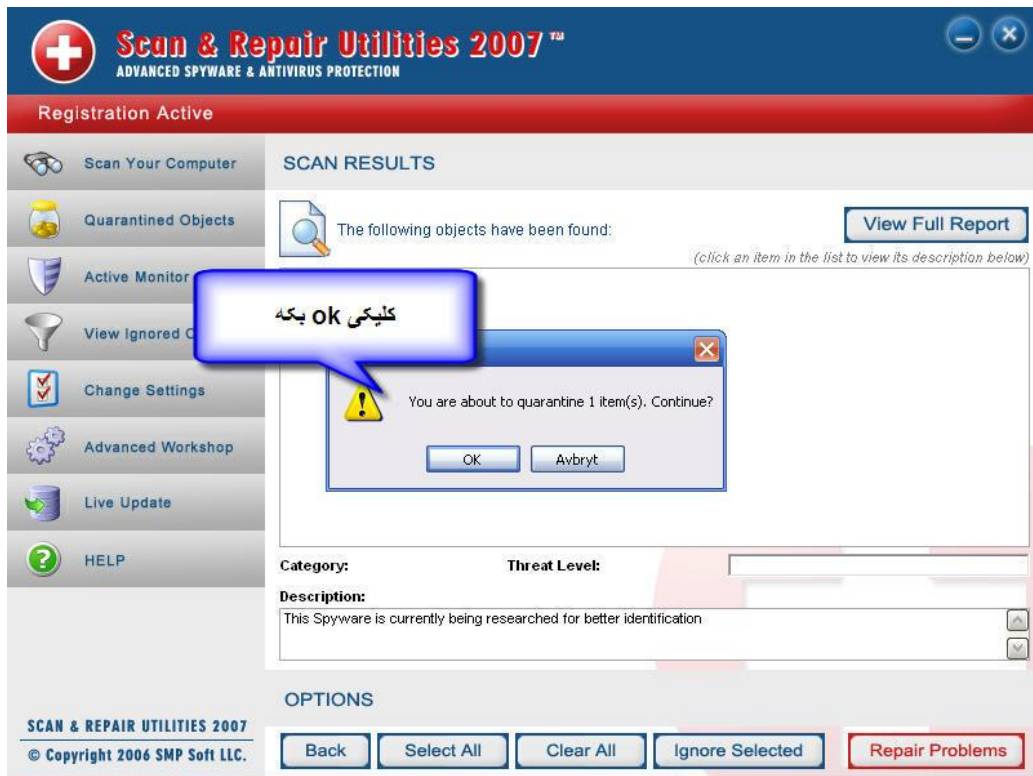 Scan & Repair Utilities 2007 ™
ADVANCED SPYWARE & ANTIVIRUS PROTECTION
Registration Active
Scan Your Computer
Quarantined Objects
Active Monitor
View Ignored
Change Settings
Advanced Workshop
Live Update
HELP
SCAN & REPAIR UTILITIES 2007
© Copyright 2006 SMP Soft LLC.
SCAN RESULTS
The following objects have been found:
View Full Report
(click an item in the list to view its description below)
کلیکی ok بکه
You are about to quarantine 1 item(s). Continue?
OK
Avbryt
Category:
Threat Level:
Description:
This Spyware is currently being researched for better identification
OPTIONS
Back
Select All
Clear All
Ignore Selected
Repair Problems